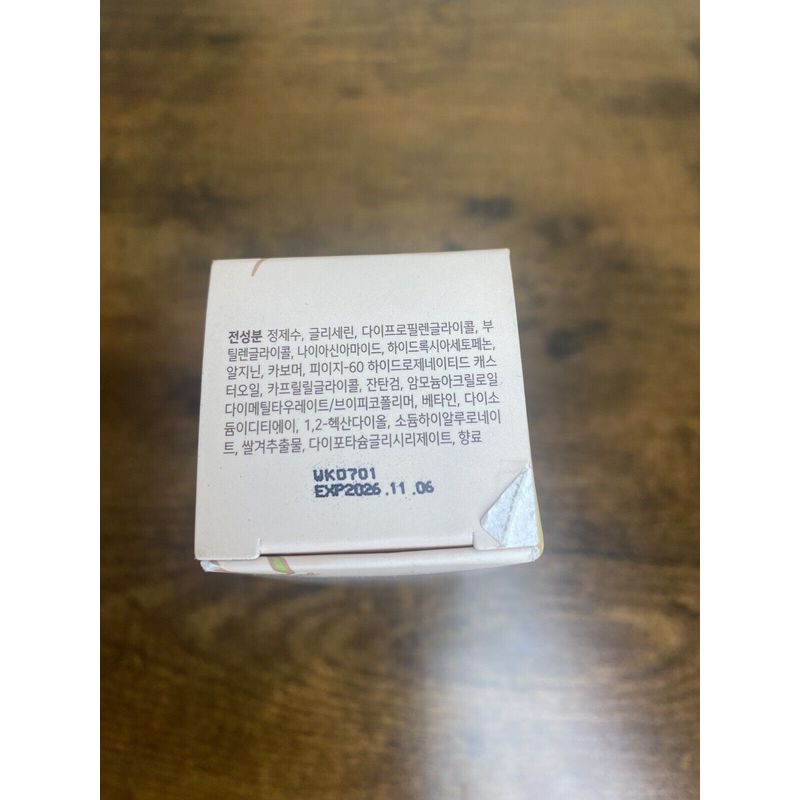 전성분 정제수, 글리세린, 다이프로필렌글라이콜, 부
틸렌글라이콜, 나이아신아마이드, 하이드록시아세토페논,
알지닌, 카보머, 피이지-60 하이드로제네이티드 캐스
터오일, 카프릴릴글라이콜, 잔탄검, 암모늄아크릴로일
다이메틸타우레이트/브이피코폴리머, 베타인, 다이소
듐이디티에이, 1,2-헥산다이올, 소듐하이알루로네이
트, 쌀겨추출물, 다이포타슘글리시리제이트, 향료
WK0701
EXP2026.11.06